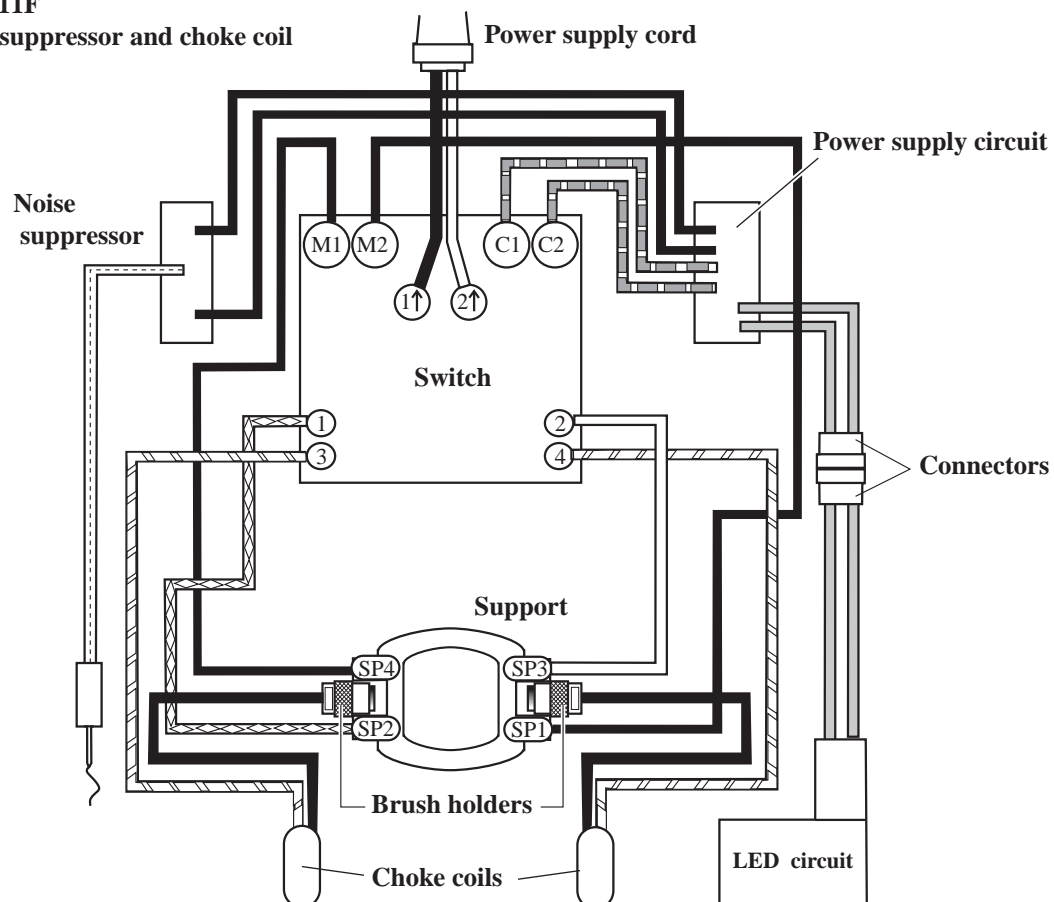 suppressor and choke coil
Power supply cord
Power supply circuit
Noise
suppressor
M1 M2 C1 C2
1↑ 2↑
Switch
1 2
3 4
Connectors
Support
SP4 SP3
SP2 SP1
Brush holders
LED circuit
Choke coils